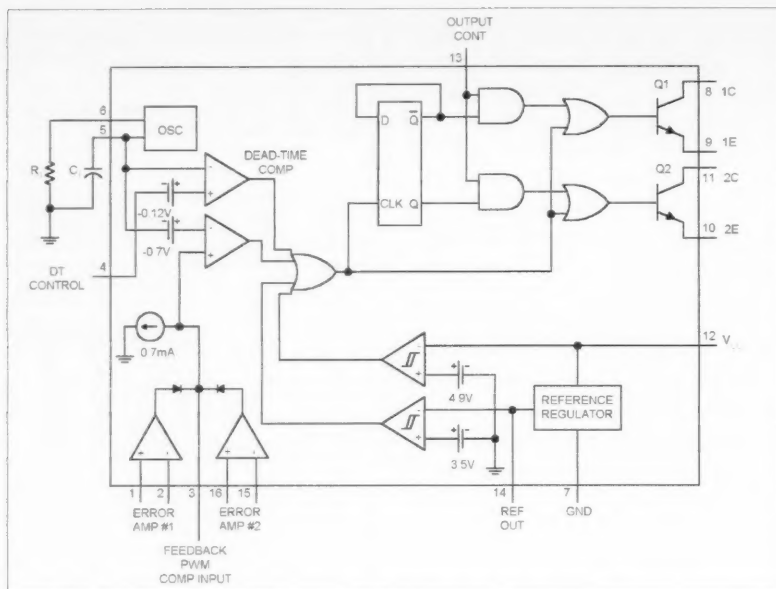 OUTPUT
CONT
13
6
5
OSC
R
C
DEAD-TIME
COMP
-
+
-0.12V
-
+
-0.7V
4
DT
CONTROL
0.7mA
D
Q
CLK
Q
Q1
8 1C
9 1E
Q2
11 2C
10 2E
12 V
4.9V
3.5V
REFERENCE
REGULATOR
+ -
+ -
1 2 3 16 15
14
7
ERROR
AMP #1
ERROR
AMP #2
REF
OUT
GND
FEEDBACK
PWM
COMP INPUT